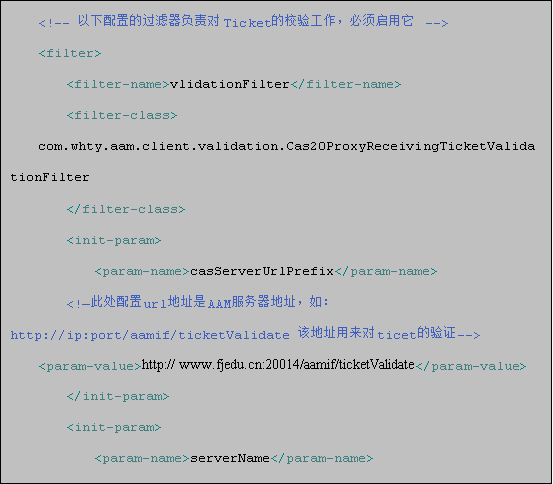 <!-- 以下配置的过滤器负责对 Ticket的校验工作，必须启用它 -->
<filter>
<filter-name>vlidationFilter</filter-name>
<filter-class>
com.whty.aam.client.validation.Cas20ProxyReceivingTicketValida
tionFilter
</filter-class>
<init-param>
<param-name>casServerUrlPrefix</param-name>
<!—此处配置url地址是AAM服务器地址，如：
http://ip:port/aamif/ticketValidate 该地址用来对ticet的验证-->
<param-value>http:// www.fjedu.cn:20014/aamif/ticketValidate</param-value>
</init-param>
<init-param>
<param-name>serverName</param-name>